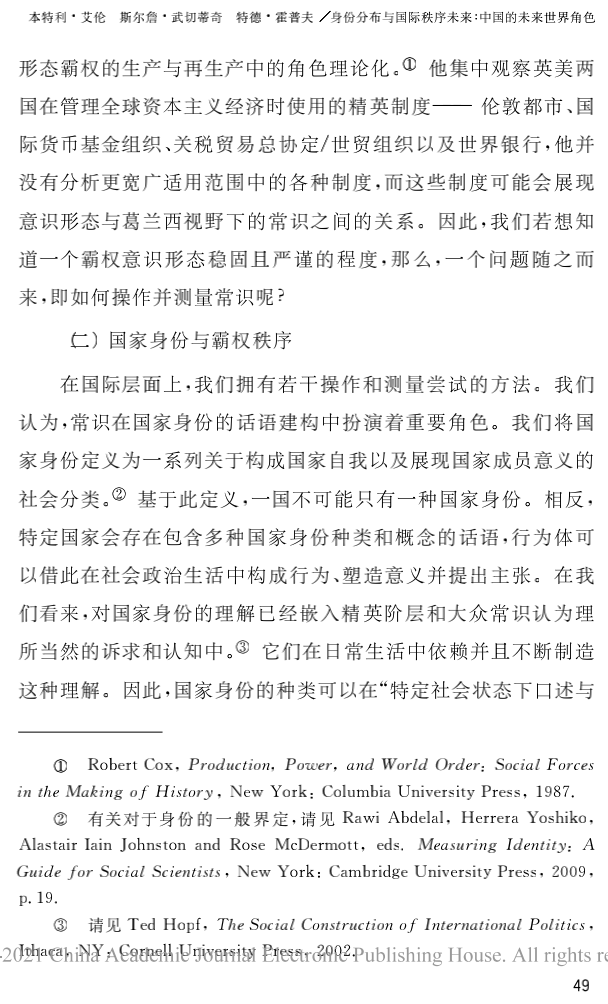 本特利·艾伦　斯尔詹·武切蒂奇　特德·霍普夫／身份分布与国际秩序未来:中国的未来世界角色
形态霸权的生产与再生产中的角色理论化。① 他集中观察英美两
国在管理全球资本主义经济时使用的精英制度—— 伦敦都市、国
际货币基金组织、关税贸易总协定/世贸组织以及世界银行,他并
没有分析更宽广适用范围中的各种制度,而这些制度可能会展现
意识形态与葛兰西视野下的常识之间的关系。因此,我们若想知
道一个霸权意识形态稳固且严谨的程度,那么,一个问题随之而
来,即如何操作并测量常识呢?
(二) 国家身份与霸权秩序
在国际层面上,我们拥有若干操作和测量尝试的方法。我们
认为,常识在国家身份的话语建构中扮演着重要角色。我们将国
家身份定义为一系列关于构成国家自我以及展现国家成员意义的
社会分类。② 基于此定义,一国不可能只有一种国家身份。相反,
特定国家会存在包含多种国家身份种类和概念的话语,行为体可
以借此在社会政治生活中构成行为、塑造意义并提出主张。在我
们看来,对国家身份的理解已经嵌入精英阶层和大众常识认为理
所当然的诉求和认知中。③ 它们在日常生活中依赖并且不断制造
这种理解。因此,国家身份的种类可以在“特定社会状态下口述与
① Robert Cox, Production, Power, and World Order: Social Forces
in the Making of History, New York: Columbia University Press, 1987.
② 有关对于身份的一般界定,请见 Rawi Abdelal, Herrera Yoshiko,
Alastair Iain Johnston and Rose McDermott, eds. Measuring Identity: A
Guide for Social Scientists, New York: Cambridge University Press, 2009,
p. 19.
③ 请见 Ted Hopf, The Social Construction of International Politics,
Ithaca, NY: Cornell University Press, 2002.
-2021 China Academic Journal Electronic Publishing House. All rights re
49